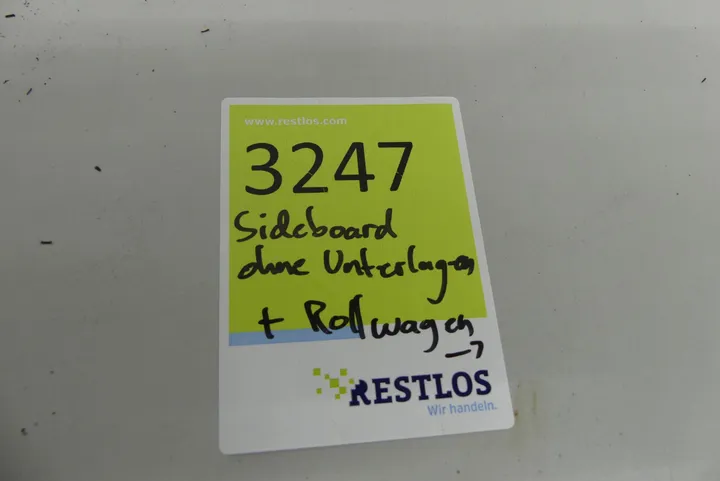 www.restlos.com
3247
Sideboard
ohne Unterlagen
+ Rollwagen
→
RESTLOS
Wir handeln.